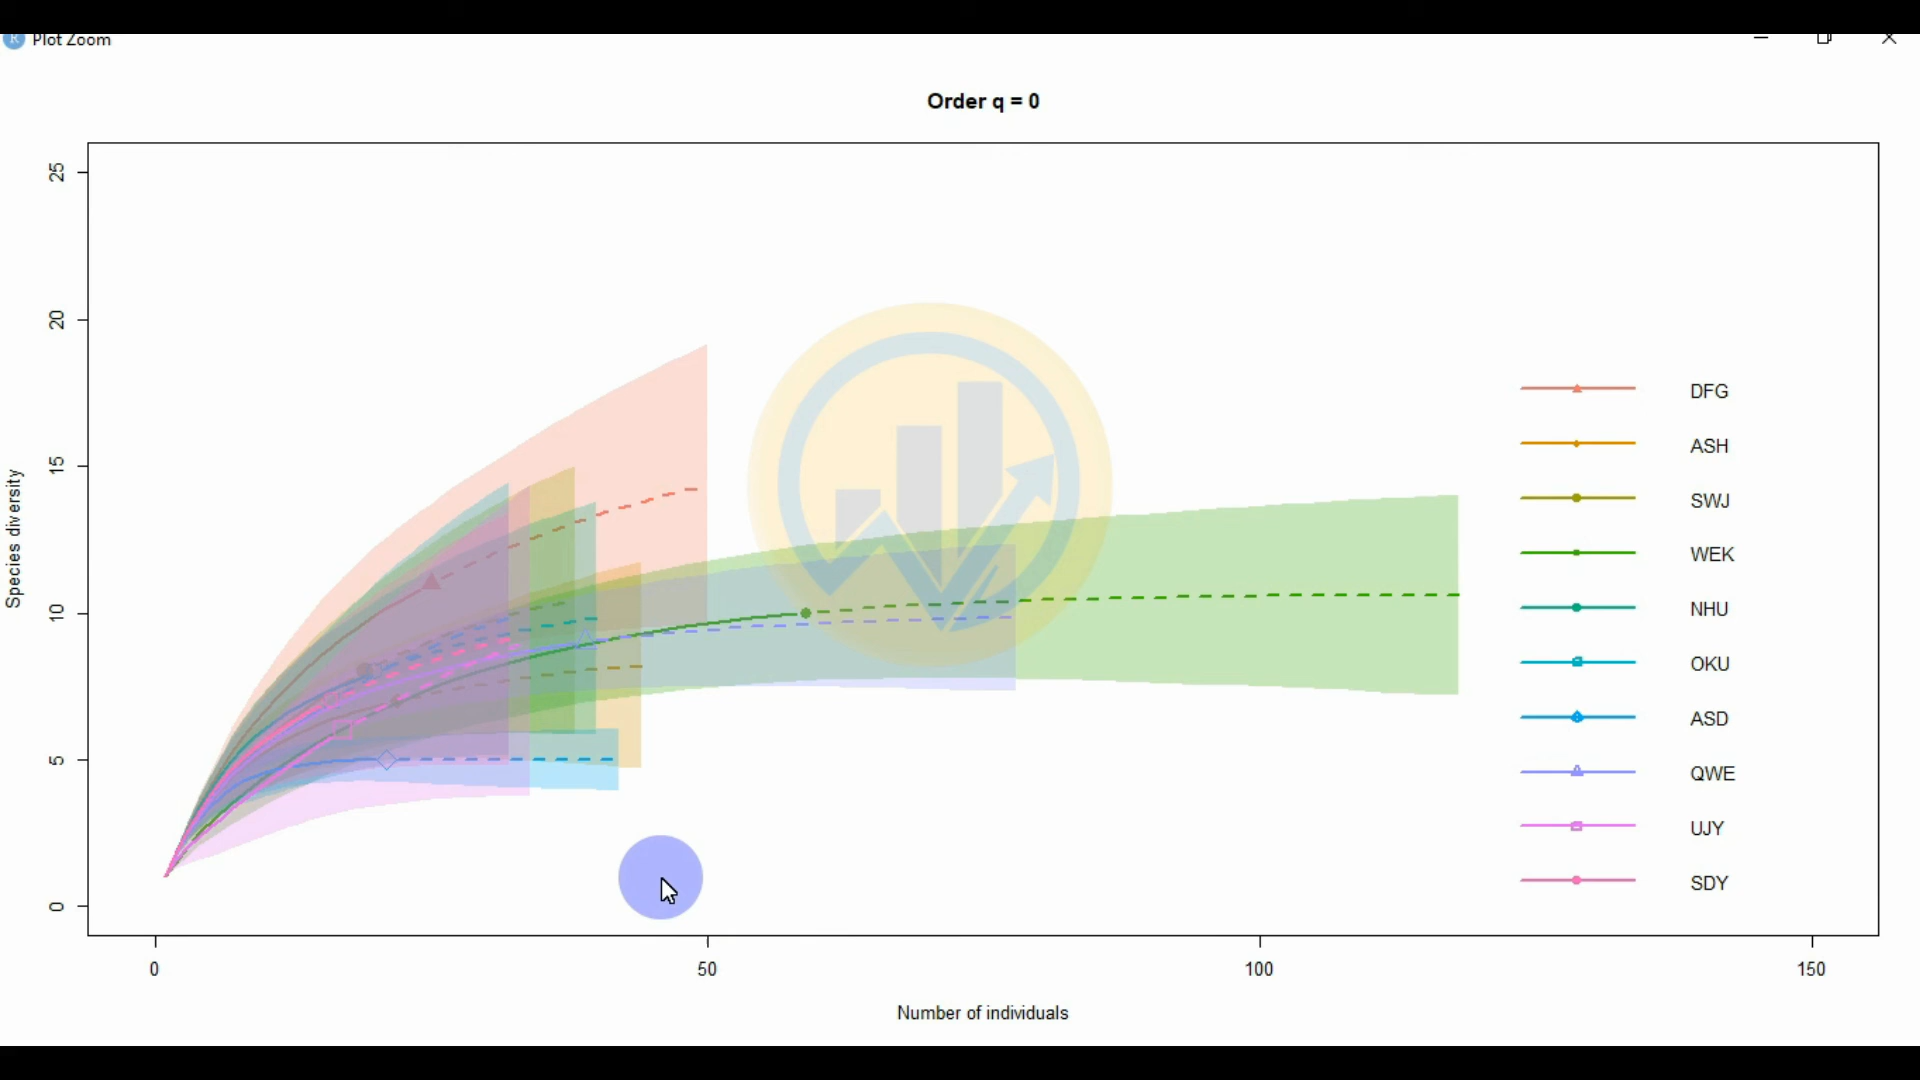 Plot Zoom
Order q = 0
Species diversity
25
20
15
10
5
0
DFG
ASH
SWJ
WEK
NHU
OKU
ASD
QWE
UJY
SDY
0 50 100 150
Number of individuals